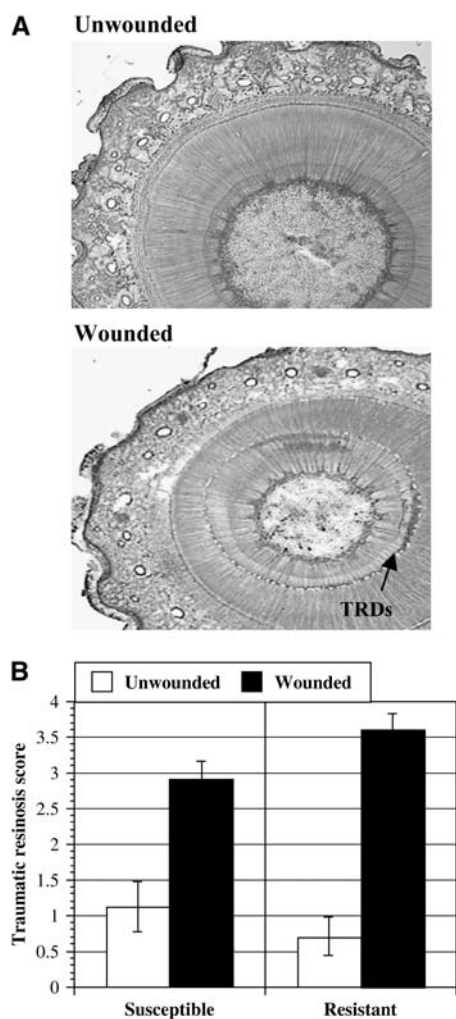 A
Unwounded
Wounded
TRDs
B
Unwounded Wounded
Traumatic resinosis score
4
3.5
3
2.5
2
1.5
1
0.5
0
Susceptible Resistant